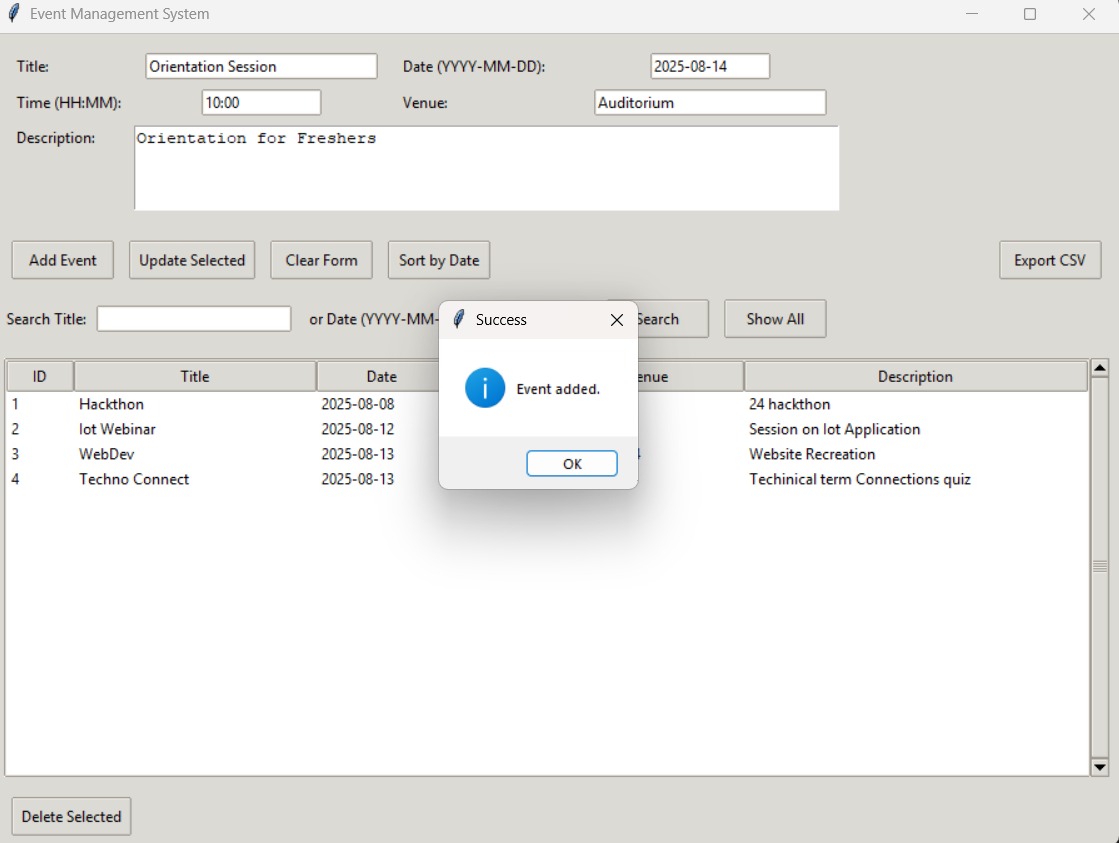 Event Management System
Title: Orientation Session Date (YYYY-MM-DD): 2025-08-14
Time (HH:MM): 10:00 Venue: Auditorium
Description: Orientation for Freshers
Add Event Update Selected Clear Form Sort by Date Export CSV
Search Title: or Date (YYYY-MM- Search Show All
Success
Event added.
OK
ID Title Date enue Description
1 Hackthon 2025-08-08 24 hackthon
2 Iot Webinar 2025-08-12 Session on Iot Application
3 WebDev 2025-08-13 Website Recreation
4 Techno Connect 2025-08-13 Techinical term Connections quiz
Delete Selected